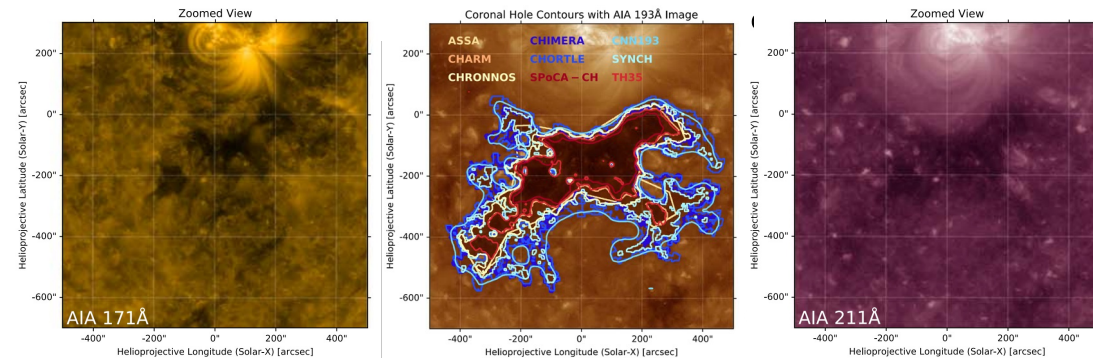 Zoomed View
200"
0"
-200"
-400"
-600"
-400"
-200"
0"
200"
400"
Helioprojective Latitude (Solar-Y) [arcsec]
Helioprojective Longitude (Solar-X) [arcsec]
AIA 171Å
Coronal Hole Contours with AIA 193Å Image
ASSA CHIMERA CNN193
CHARM CHORTLE SYNCH
CHRONNOS SPoCA – CH TH35
200"
0"
-200"
-400"
-600"
-400"
-200"
0"
200"
400"
Helioprojective Latitude (Solar-Y) [arcsec]
Helioprojective Longitude (Solar-X) [arcsec]
Zoomed View
200"
0"
-200"
-400"
-600"
-400"
-200"
0"
200"
400"
Helioprojective Latitude (Solar-Y) [arcsec]
Helioprojective Longitude (Solar-X) [arcsec]
AIA 211Å